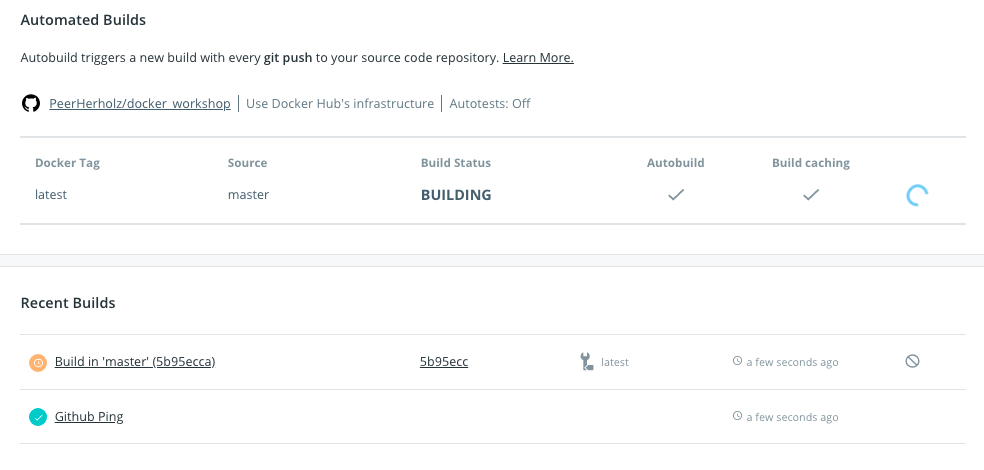 Automated Builds
Autobuild triggers a new build with every git push to your source code repository. Learn More.
PeerHerholz/docker_workshop | Use Docker Hub's infrastructure | Autotests: Off
Docker Tag Source Build Status Autobuild Build caching
latest master BUILDING
Recent Builds
Build in 'master' (5b95ecca) 5b95ecc latest a few seconds ago
Github Ping a few seconds ago